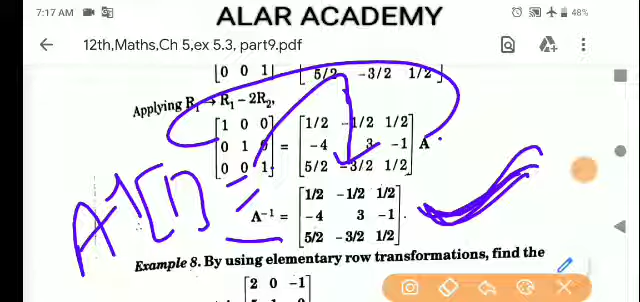 7:17 AM 48%
ALAR ACADEMY
12th,Maths,Ch 5,ex 5.3, part9.pdf
[0 0 1] [5/2 -3/2 1/2]
Applying R₁ → R₁ − 2R₂,
[1 0 0] [1/2 -1/2 1/2]
[0 1 0] = [-4 3 -1] A
[0 0 1] [5/2 -3/2 1/2]
A⁻¹[I] =
[1/2 -1/2 1/2]
A⁻¹ = [-4 3 -1].
[5/2 -3/2 1/2]
Example 8. By using elementary row transformations, find the
[2 0 -1]